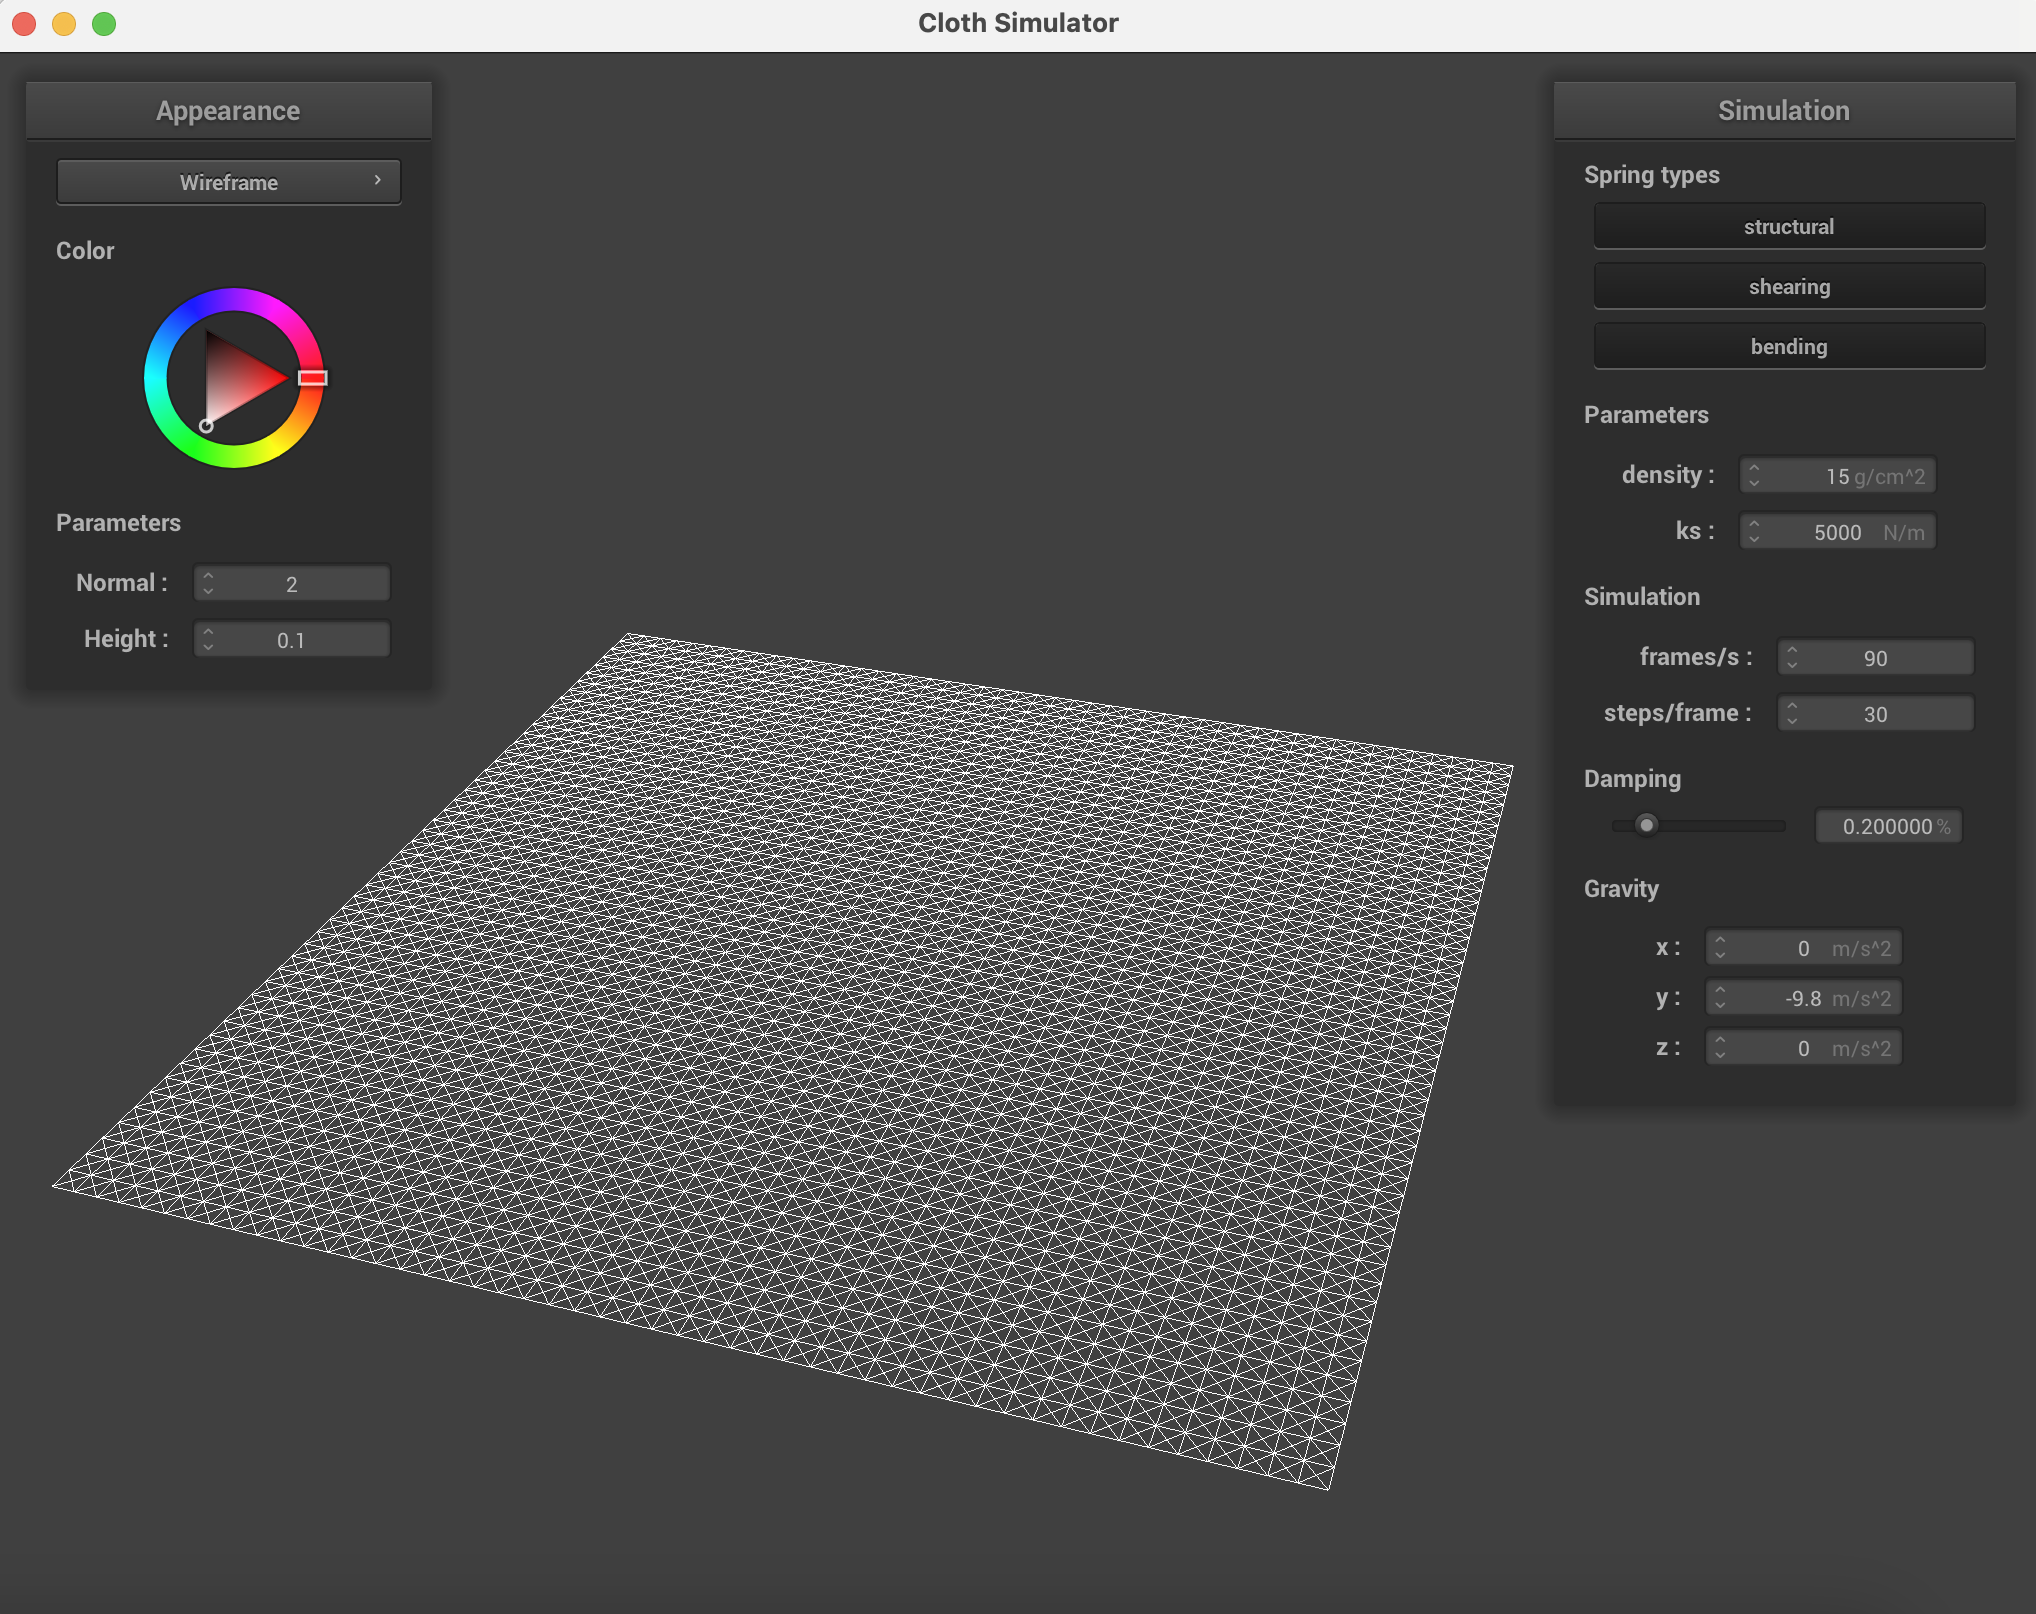 Cloth Simulator
Appearance
Wireframe
Color
Parameters
Normal : 2
Height : 0.1
Simulation
Spring types
structural
shearing
bending
Parameters
density : 15 g/cm^2
ks : 5000 N/m
Simulation
frames/s : 90
steps/frame : 30
Damping
0.200000 %
Gravity
x : 0 m/s^2
y : -9.8 m/s^2
z : 0 m/s^2